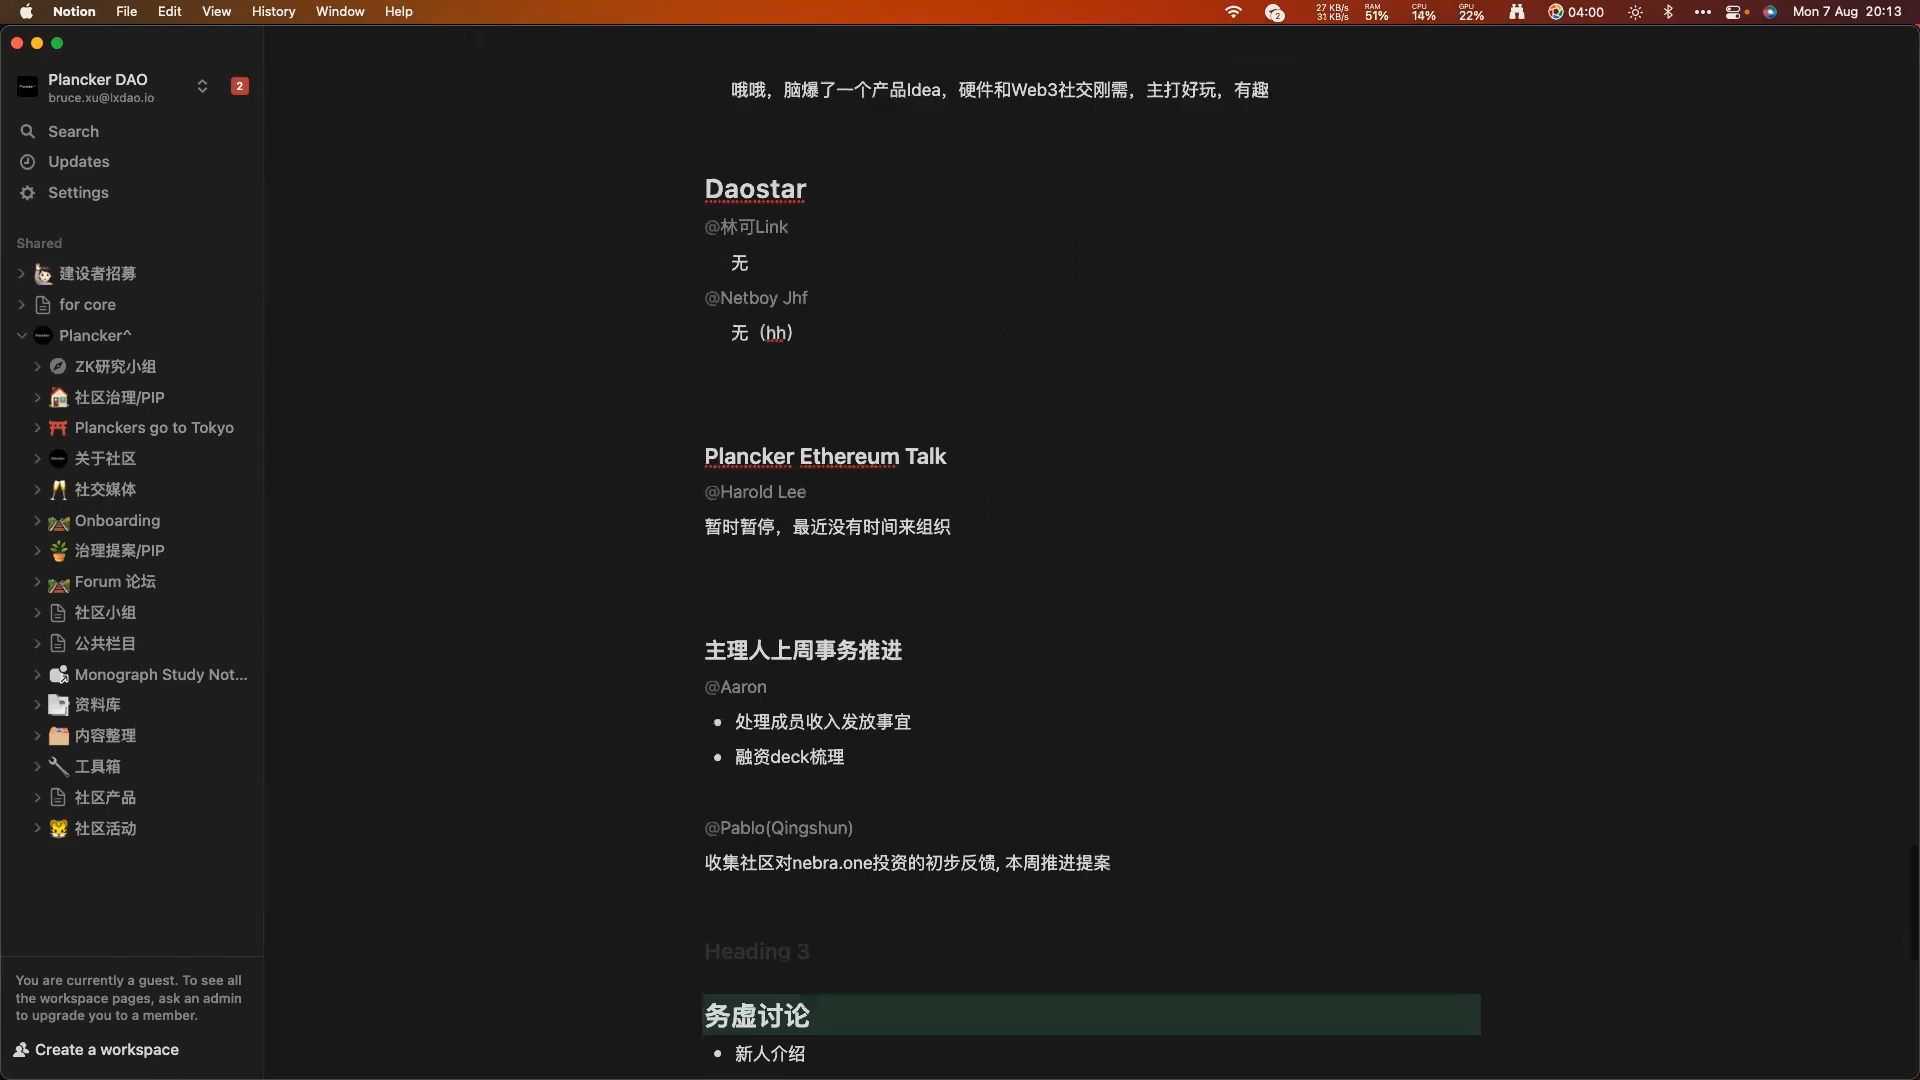 Notion File Edit View History Window Help
2 27 KB/s 31 KB/s RAM 51% CPU 14% GPU 22% 04:00 Mon 7 Aug 20:13
Plancker DAO
bruce.xu@lxdao.io
2
Search
Updates
Settings
Shared
建设者招募
for core
Plancker^
ZK研究小组
社区治理/PIP
Planckers go to Tokyo
关于社区
社交媒体
Onboarding
治理提案/PIP
Forum 论坛
社区小组
公共栏目
Monograph Study Not...
资料库
内容整理
工具箱
社区产品
社区活动
You are currently a guest. To see all
the workspace pages, ask an admin
to upgrade you to a member.
Create a workspace
哦哦，脑爆了一个产品Idea，硬件和Web3社交刚需，主打好玩，有趣
Daostar
@林可Link
无
@Netboy Jhf
无（hh）
Plancker Ethereum Talk
@Harold Lee
暂时暂停，最近没有时间来组织
主理人上周事务推进
@Aaron
• 处理成员收入发放事宜
• 融资deck梳理
@Pablo(Qingshun)
收集社区对nebra.one投资的初步反馈, 本周推进提案
Heading 3
务虚讨论
• 新人介绍